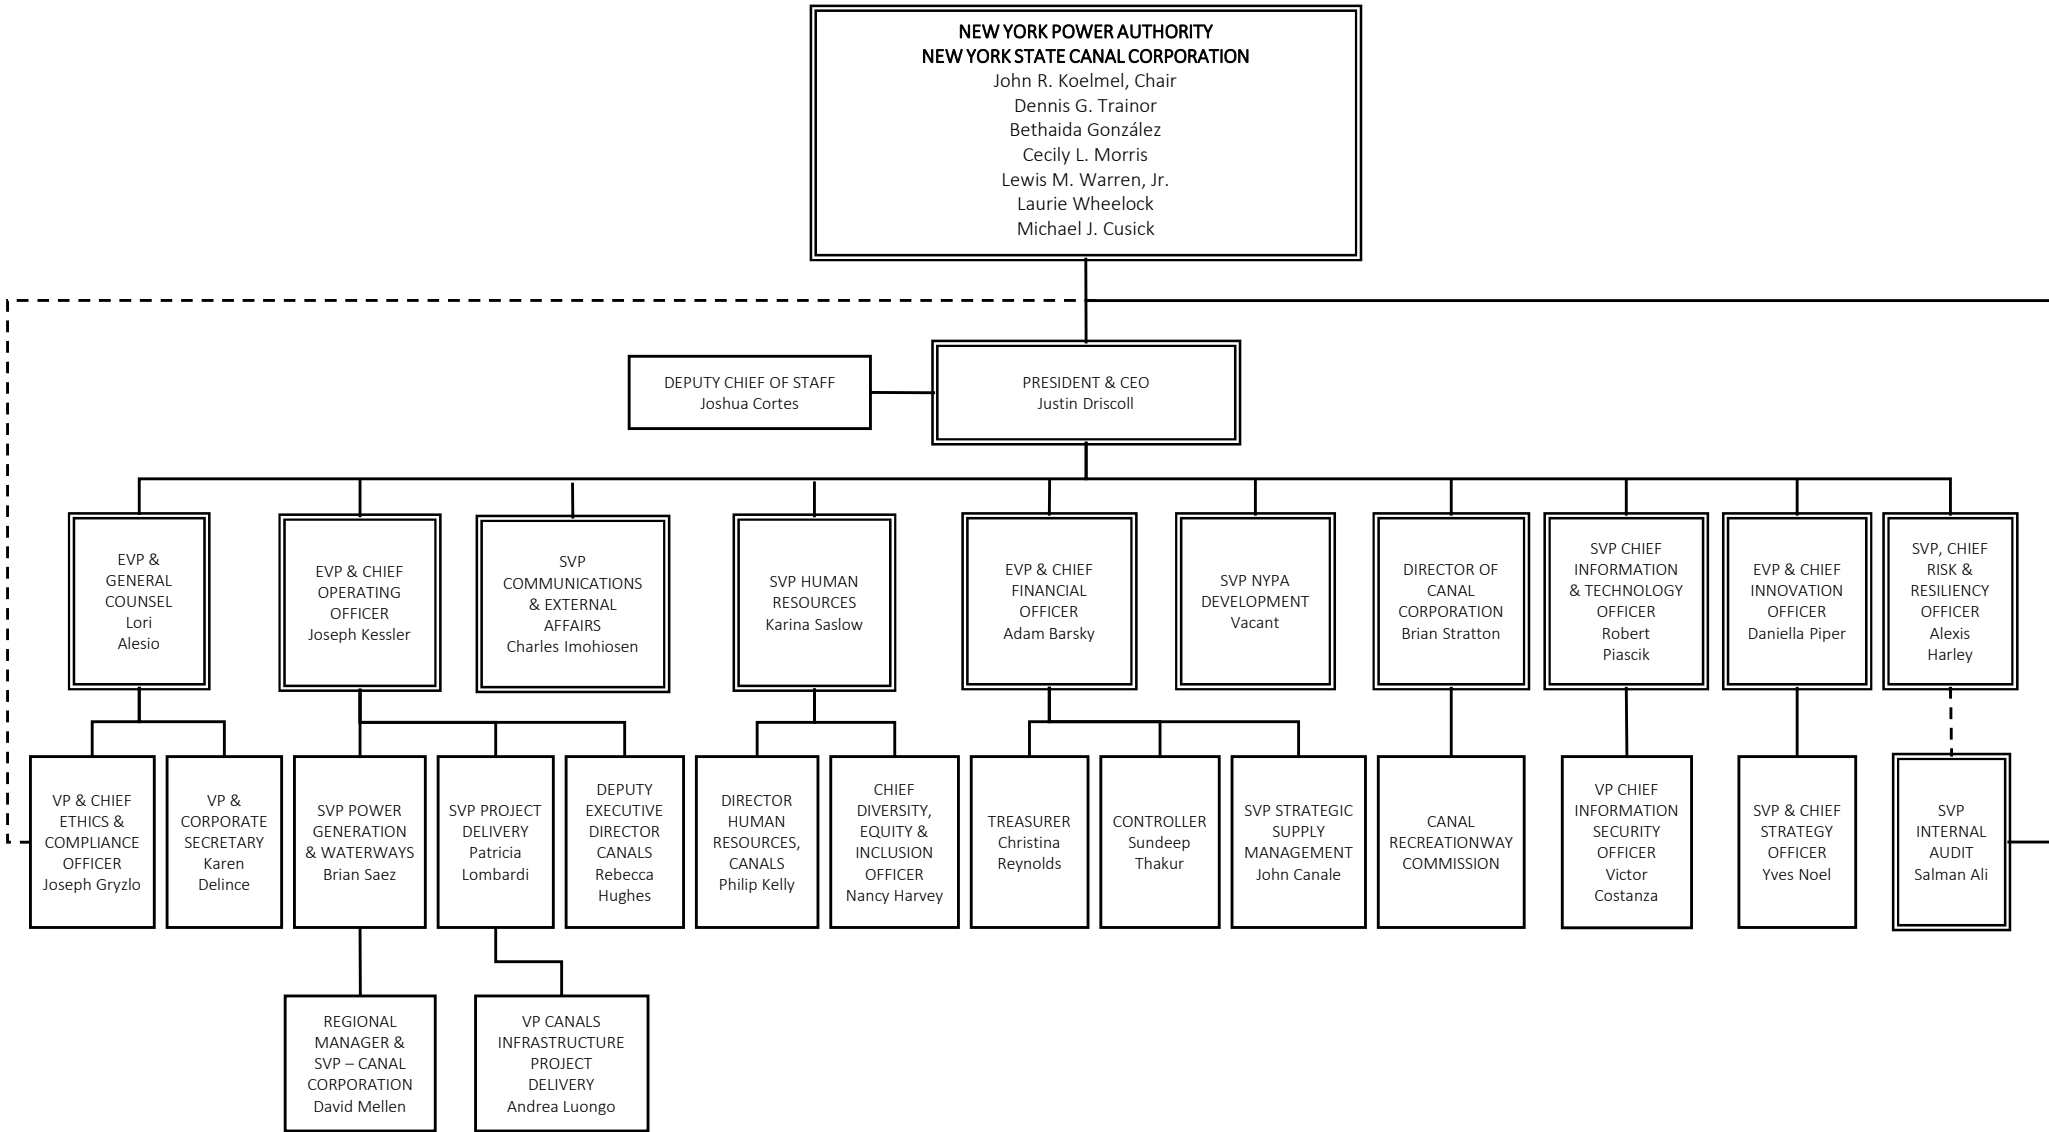 NEW YORK POWER AUTHORITY
NEW YORK STATE CANAL CORPORATION
John R. Koelmel, Chair
Dennis G. Trainor
Bethaida González
Cecily L. Morris
Lewis M. Warren, Jr.
Laurie Wheelock
Michael J. Cusick
DEPUTY CHIEF OF STAFF
Joshua Cortes
PRESIDENT & CEO
Justin Driscoll
EVP &
GENERAL
COUNSEL
Lori
Alesio
EVP & CHIEF
OPERATING
OFFICER
Joseph Kessler
SVP
COMMUNICATIONS
& EXTERNAL
AFFAIRS
Charles Imohiosen
SVP HUMAN
RESOURCES
Karina Saslow
EVP & CHIEF
FINANCIAL
OFFICER
Adam Barsky
SVP NYPA
DEVELOPMENT
Vacant
DIRECTOR OF
CANAL
CORPORATION
Brian Stratton
SVP CHIEF
INFORMATION
& TECHNOLOGY
OFFICER
Robert
Piascik
EVP & CHIEF
INNOVATION
OFFICER
Daniella Piper
SVP, CHIEF
RISK &
RESILIENCY
OFFICER
Alexis
Harley
VP & CHIEF
ETHICS &
COMPLIANCE
OFFICER
Joseph Gryzlo
VP &
CORPORATE
SECRETARY
Karen
Delince
SVP POWER
GENERATION
& WATERWAYS
Brian Saez
SVP PROJECT
DELIVERY
Patricia
Lombardi
DEPUTY
EXECUTIVE
DIRECTOR
CANALS
Rebecca
Hughes
DIRECTOR
HUMAN
RESOURCES,
CANALS
Philip Kelly
CHIEF
DIVERSITY,
EQUITY &
INCLUSION
OFFICER
Nancy Harvey
TREASURER
Christina
Reynolds
CONTROLLER
Sundeep
Thakur
SVP STRATEGIC
SUPPLY
MANAGEMENT
John Canale
CANAL
RECREATIONWAY
COMMISSION
VP CHIEF
INFORMATION
SECURITY
OFFICER
Victor
Costanza
SVP & CHIEF
STRATEGY
OFFICER
Yves Noel
SVP
INTERNAL
AUDIT
Salman Ali
REGIONAL
MANAGER &
SVP – CANAL
CORPORATION
David Mellen
VP CANALS
INFRASTRUCTURE
PROJECT
DELIVERY
Andrea Luongo